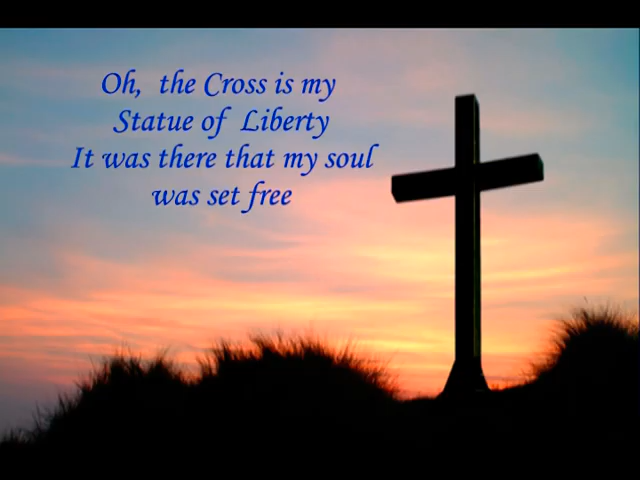 Oh, the Cross is my
Statue of Liberty
It was there that my soul
was set free